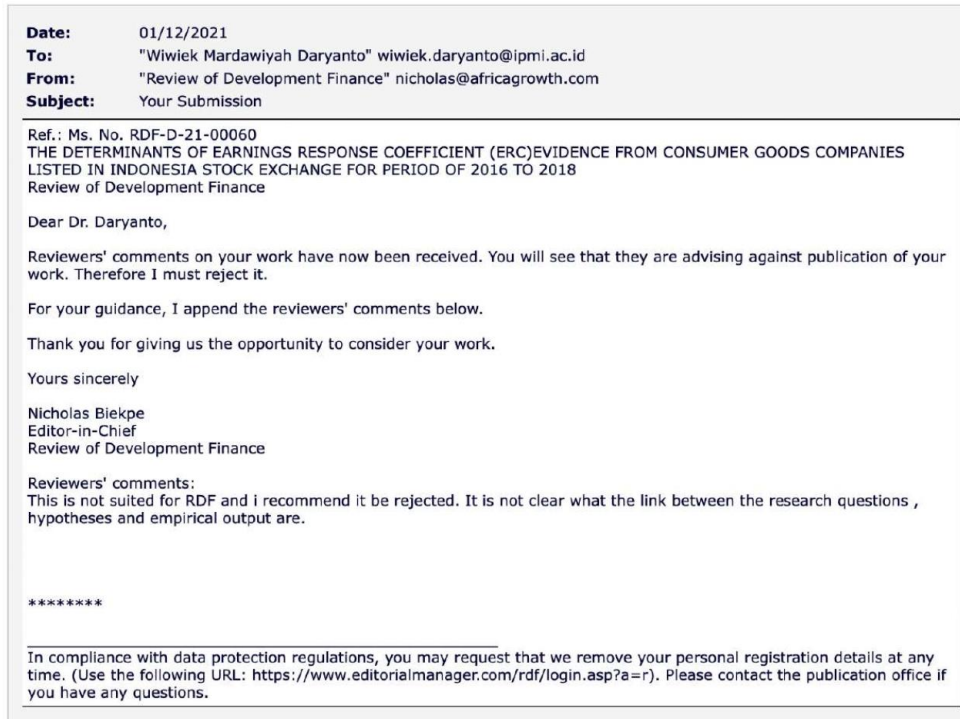 Date: 01/12/2021
To: "Wiwiek Mardawiyah Daryanto" wiwiek.daryanto@ipmi.ac.id
From: "Review of Development Finance" nicholas@africagrowth.com
Subject: Your Submission
Ref.: Ms. No. RDF-D-21-00060
THE DETERMINANTS OF EARNINGS RESPONSE COEFFICIENT (ERC)EVIDENCE FROM CONSUMER GOODS COMPANIES
LISTED IN INDONESIA STOCK EXCHANGE FOR PERIOD OF 2016 TO 2018
Review of Development Finance
Dear Dr. Daryanto,
Reviewers' comments on your work have now been received. You will see that they are advising against publication of your
work. Therefore I must reject it.
For your guidance, I append the reviewers' comments below.
Thank you for giving us the opportunity to consider your work.
Yours sincerely
Nicholas Biekpe
Editor-in-Chief
Review of Development Finance
Reviewers' comments:
This is not suited for RDF and i recommend it be rejected. It is not clear what the link between the research questions ,
hypotheses and empirical output are.
********
In compliance with data protection regulations, you may request that we remove your personal registration details at any
time. (Use the following URL: https://www.editorialmanager.com/rdf/login.asp?a=r). Please contact the publication office if
you have any questions.